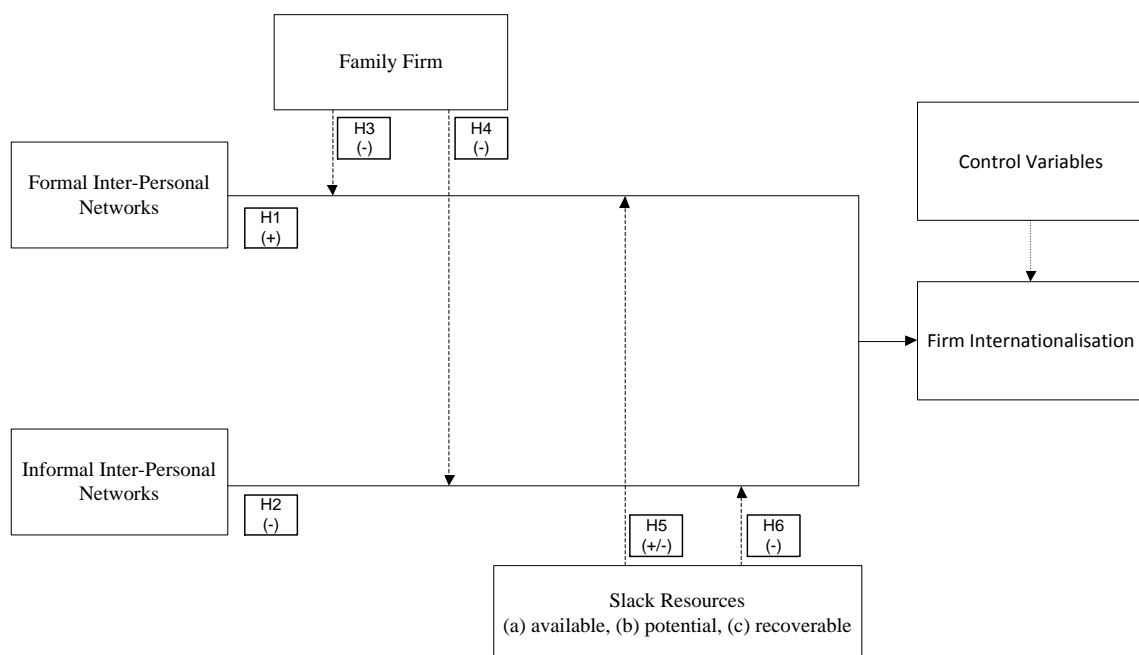 Family Firm
H3
(-)
H4
(-)
Control Variables
Formal Inter-Personal
Networks
H1
(+)
Firm Internationalisation
Informal Inter-Personal
Networks
H2
(-)
H5
(+/-)
H6
(-)
Slack Resources
(a) available, (b) potential, (c) recoverable